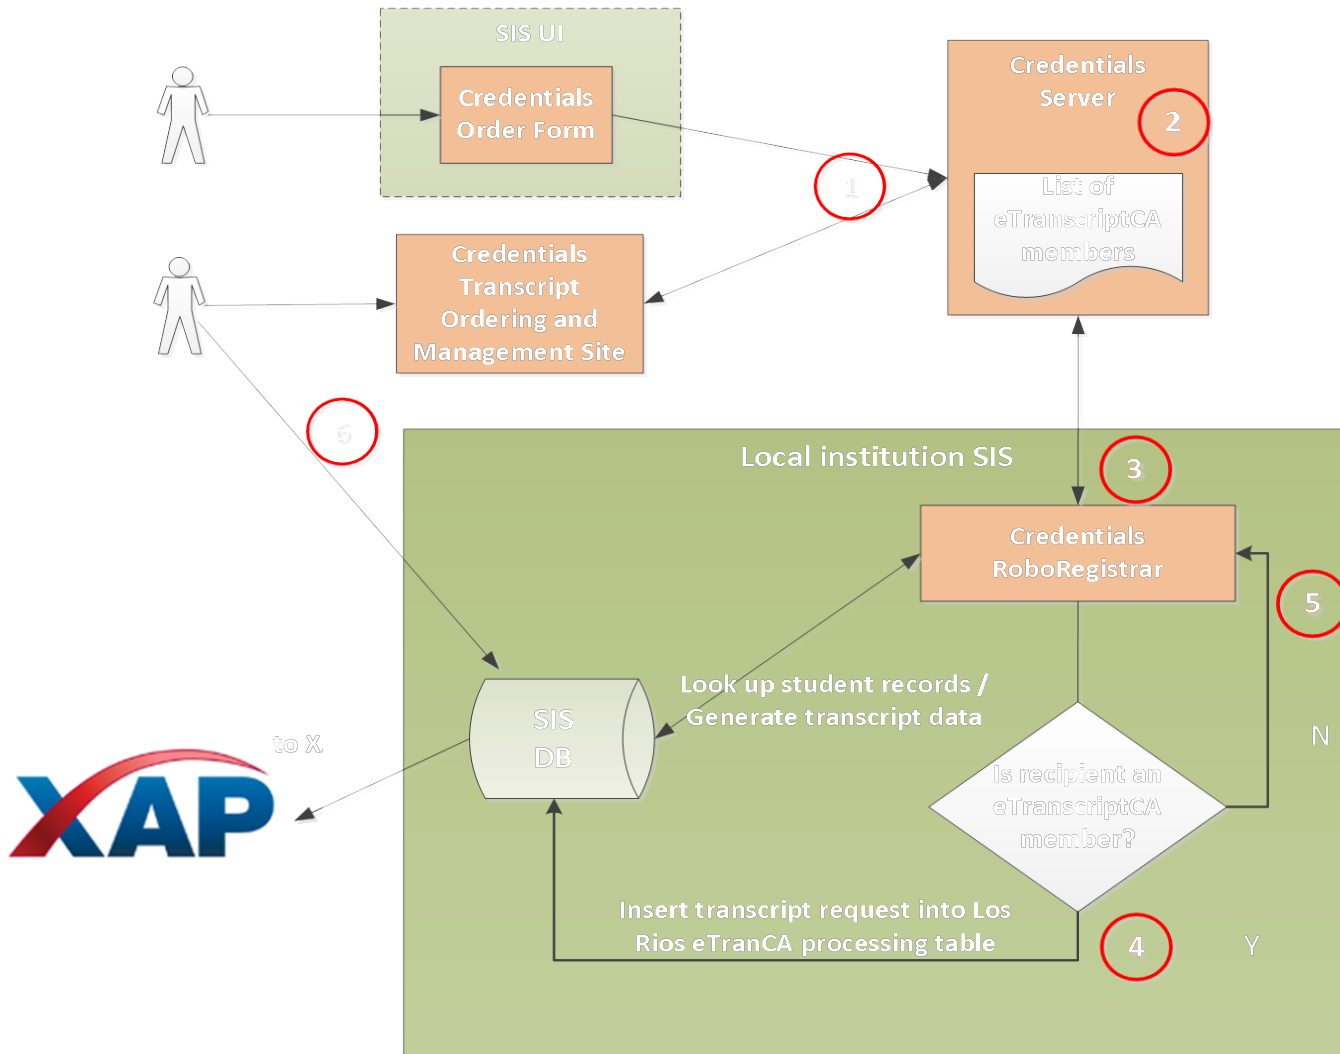 SIS UI
Credentials
Order Form
Credentials
Server
2
List of
eTranscriptCA
members
1
Credentials
Transcript
Ordering and
Management Site
6
Local institution SIS
3
Credentials
RoboRegistrar
5
Look up student records /
Generate transcript data
SIS
DB
N
to X
XAP
Is recipient an
eTranscriptCA
member?
Insert transcript request into Los
Rios eTranCA processing table
4
Y